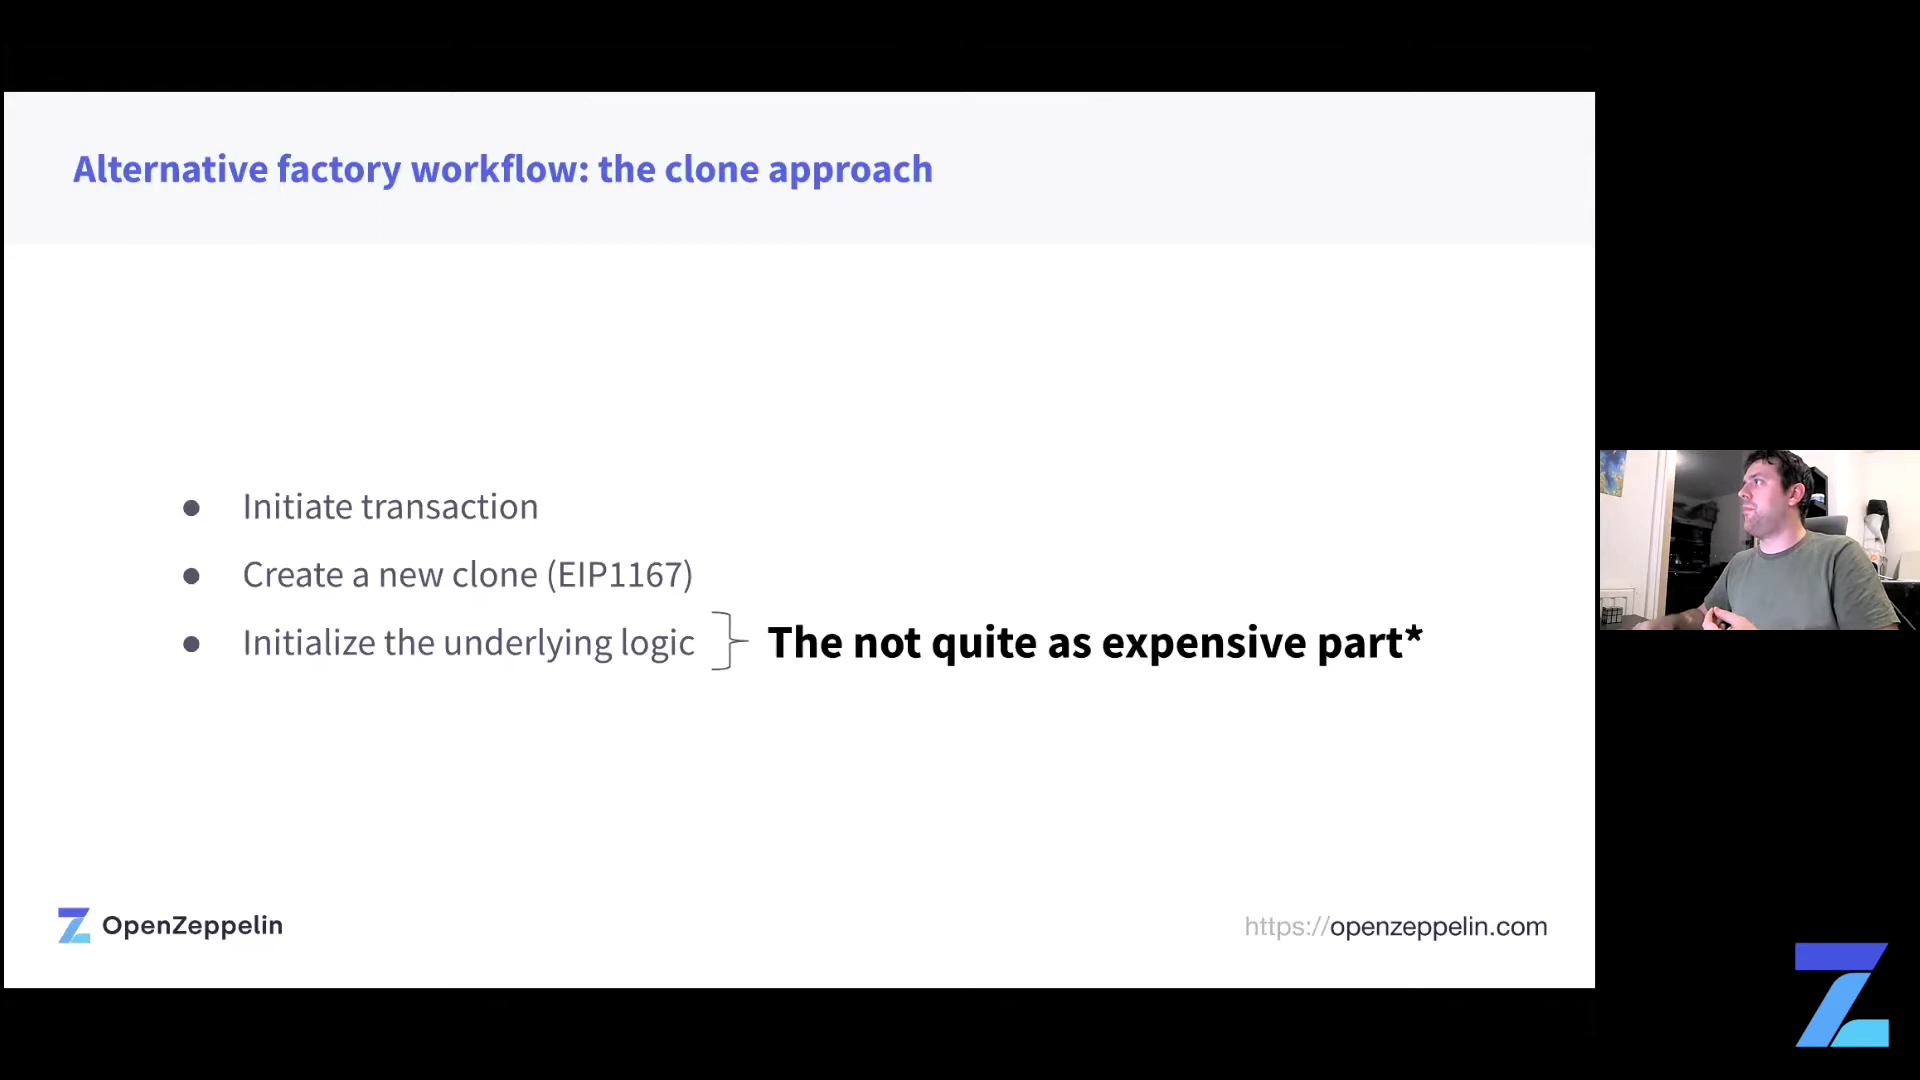 Alternative factory workflow: the clone approach
● Initiate transaction
● Create a new clone (EIP1167)
● Initialize the underlying logic
The not quite as expensive part*
OpenZeppelin
https://openzeppelin.com